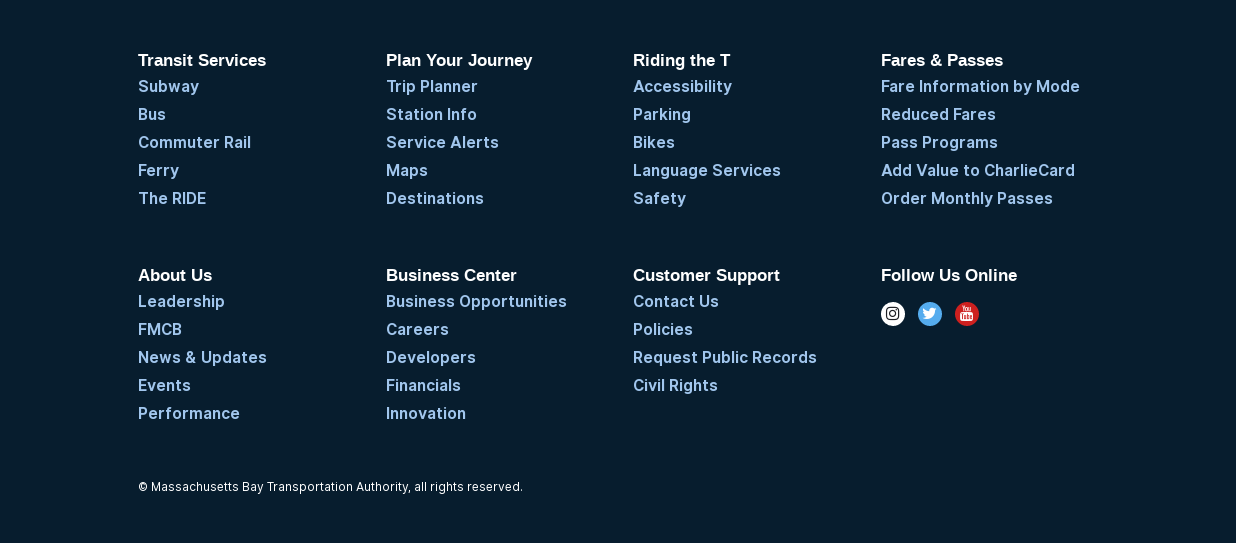 Transit Services
Subway
Bus
Commuter Rail
Ferry
The RIDE
Plan Your Journey
Trip Planner
Station Info
Service Alerts
Maps
Destinations
Riding the T
Accessibility
Parking
Bikes
Language Services
Safety
Fares & Passes
Fare Information by Mode
Reduced Fares
Pass Programs
Add Value to CharlieCard
Order Monthly Passes
About Us
Leadership
FMCB
News & Updates
Events
Performance
Business Center
Business Opportunities
Careers
Developers
Financials
Innovation
Customer Support
Contact Us
Policies
Request Public Records
Civil Rights
Follow Us Online
You
Tube
© Massachusetts Bay Transportation Authority, all rights reserved.